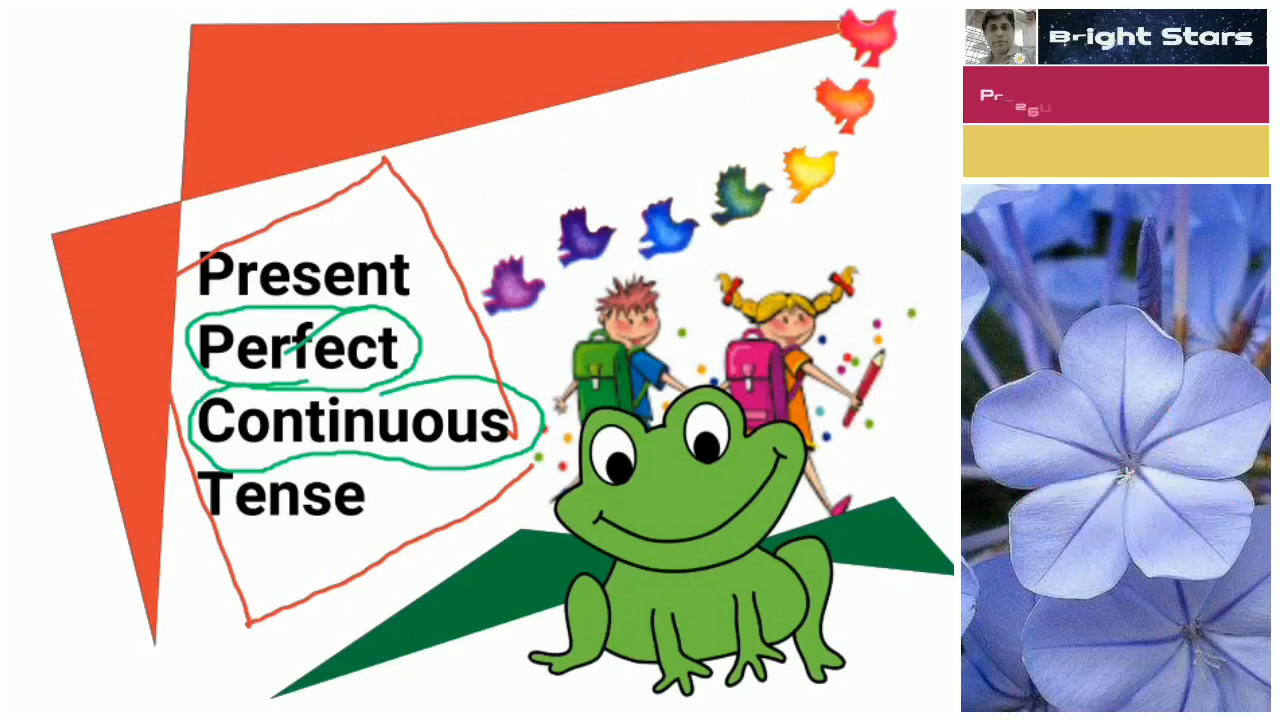 Present
Perfect
Continuous
Tense
Bright Stars